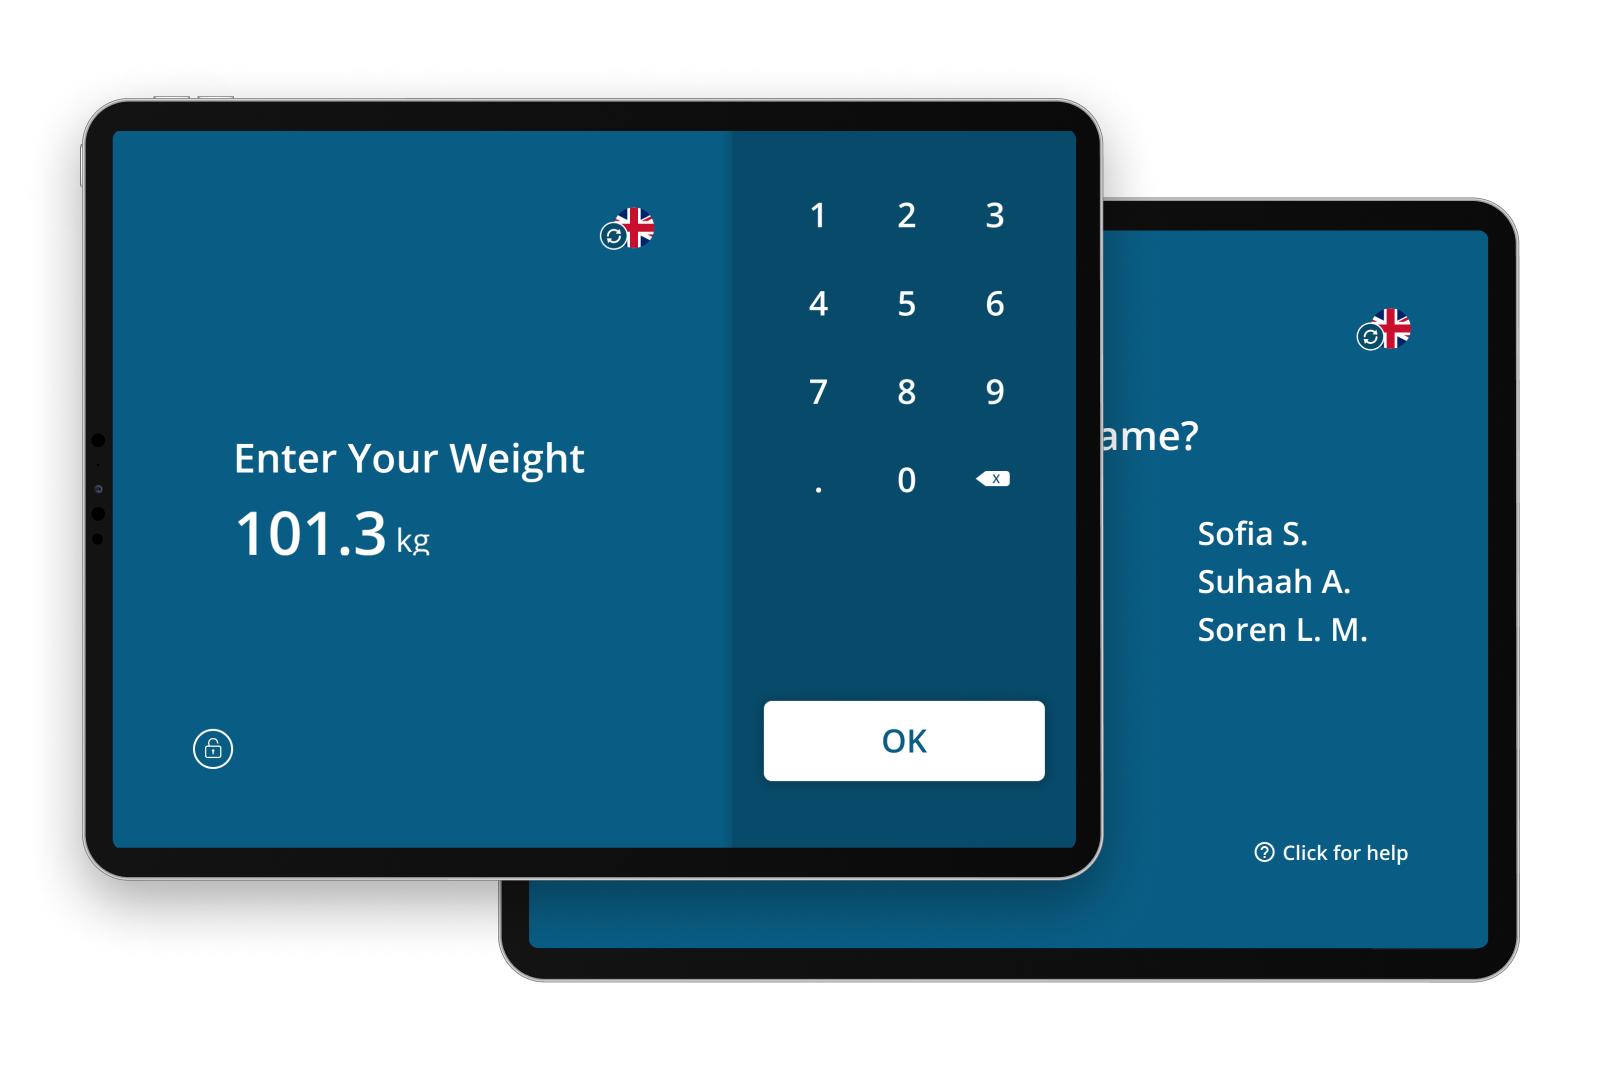 Enter Your Weight
101.3 kg
1 2 3
4 5 6
7 8 9
. 0 x
OK
ame?
Sofia S.
Suhaah A.
Soren L. M.
Click for help